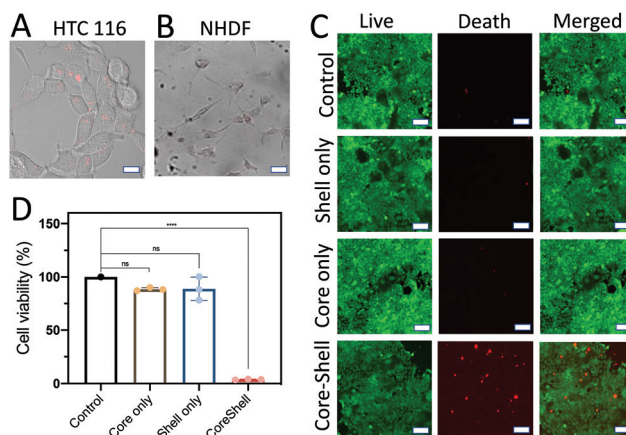 A HTC 116
B NHDF
C
Live Death Merged
Control
Shell only
Core only
Core-Shell
D
Cell viability (%)
150
100
50
0
ns
ns
****
Control
Core only
Shell only
CoreShell